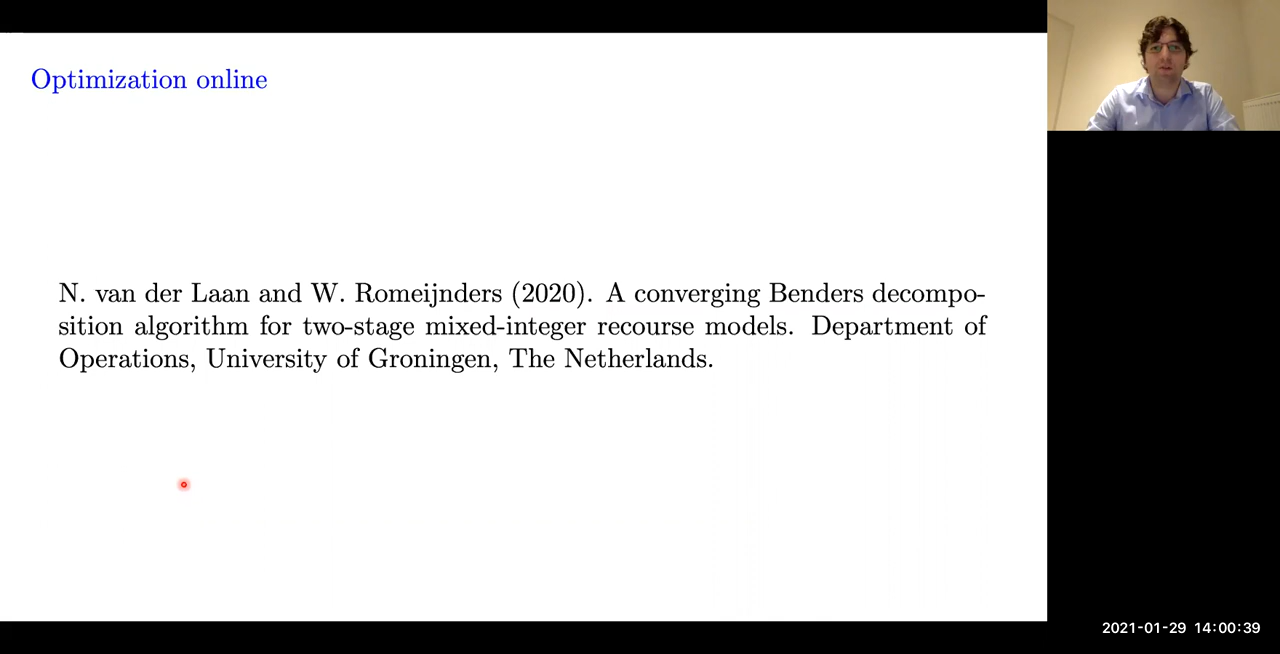 Optimization online
N. van der Laan and W. Romeijnders (2020). A converging Benders decompo-
sition algorithm for two-stage mixed-integer recourse models. Department of
Operations, University of Groningen, The Netherlands.
2021-01-29 14:00:39